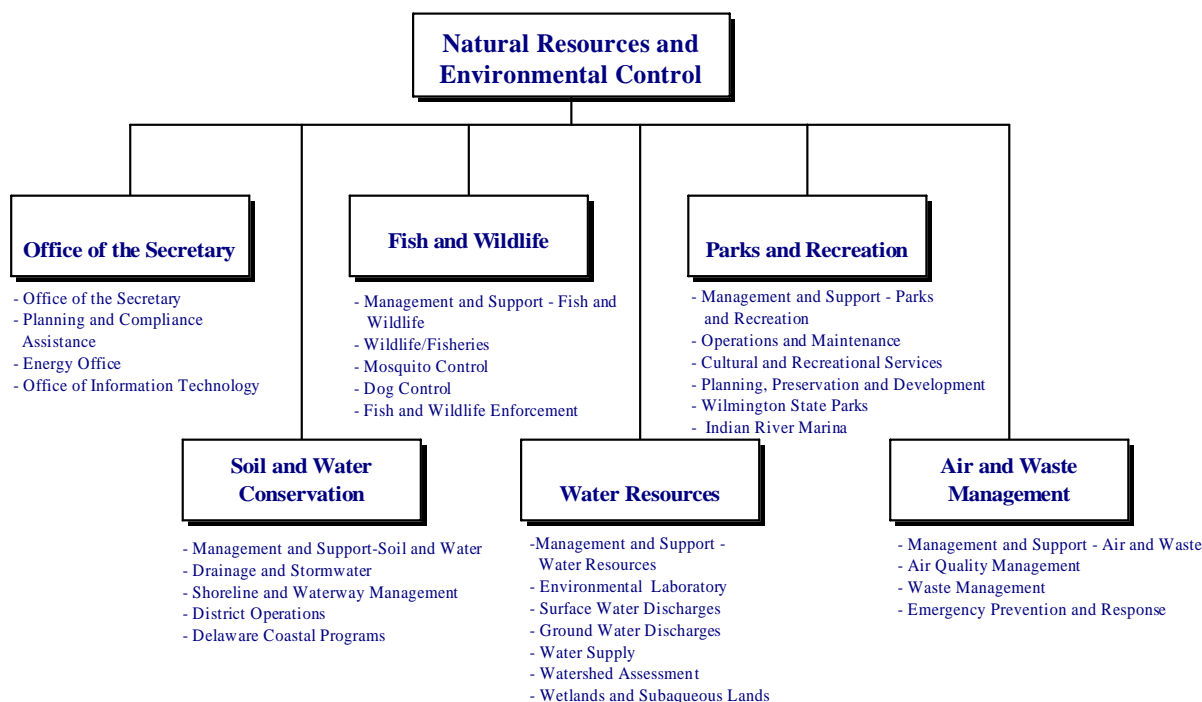 Natural Resources and
Environmental Control
Office of the Secretary
- Office of the Secretary
- Planning and Compliance
Assistance
- Energy Office
- Office of Information Technology
Fish and Wildlife
- Management and Support - Fish and
Wildlife
- Wildlife/Fisheries
- Mosquito Control
- Dog Control
- Fish and Wildlife Enforcement
Parks and Recreation
- Management and Support - Parks
and Recreation
- Operations and Maintenance
- Cultural and Recreational Services
- Planning, Preservation and Development
- Wilmington State Parks
- Indian River Marina
Soil and Water
Conservation
- Management and Support-Soil and Water
- Drainage and Stormwater
- Shoreline and Waterway Management
- District Operations
- Delaware Coastal Programs
Water Resources
-Management and Support -
Water Resources
- Environmental Laboratory
- Surface Water Discharges
- Ground Water Discharges
- Water Supply
- Watershed Assessment
- Wetlands and Subaqueous Lands
Air and Waste
Management
- Management and Support - Air and Waste
- Air Quality Management
- Waste Management
- Emergency Prevention and Response